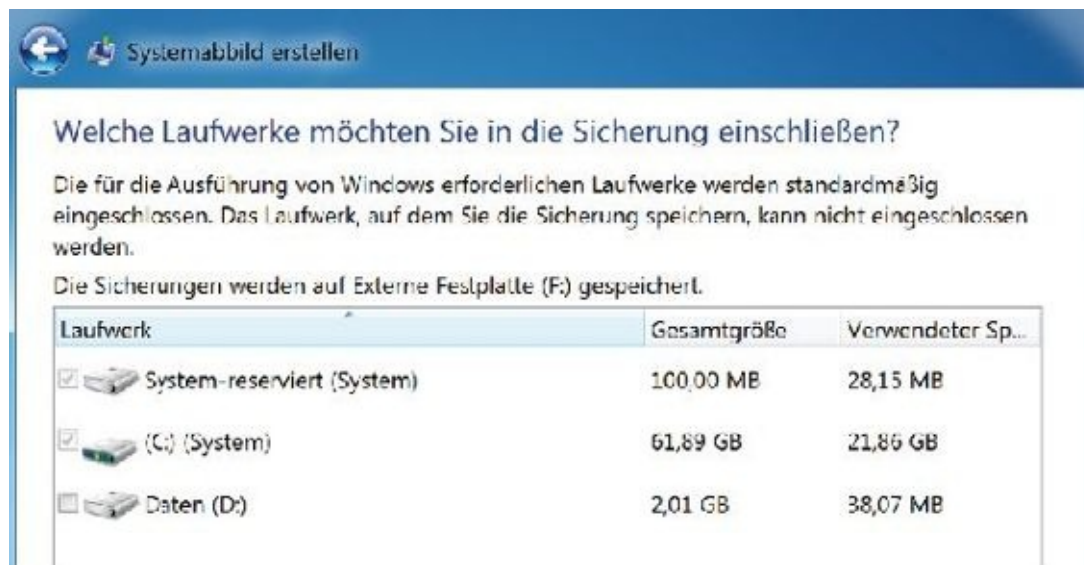 Systemabbild erstellen
Welche Laufwerke möchten Sie in die Sicherung einschließen?
Die für die Ausführung von Windows erforderlichen Laufwerke werden standardmäßig
eingeschlossen. Das Laufwerk, auf dem Sie die Sicherung speichern, kann nicht eingeschlossen
werden.
Die Sicherungen werden auf Externe Festplatte (F:) gespeichert.
Laufwerk Gesamtgröße Verwendeter Sp...
System-reserviert (System) 100,00 MB 28,15 MB
(C:) (System) 61,89 GB 21,86 GB
Daten (D:) 2,01 GB 38,07 MB